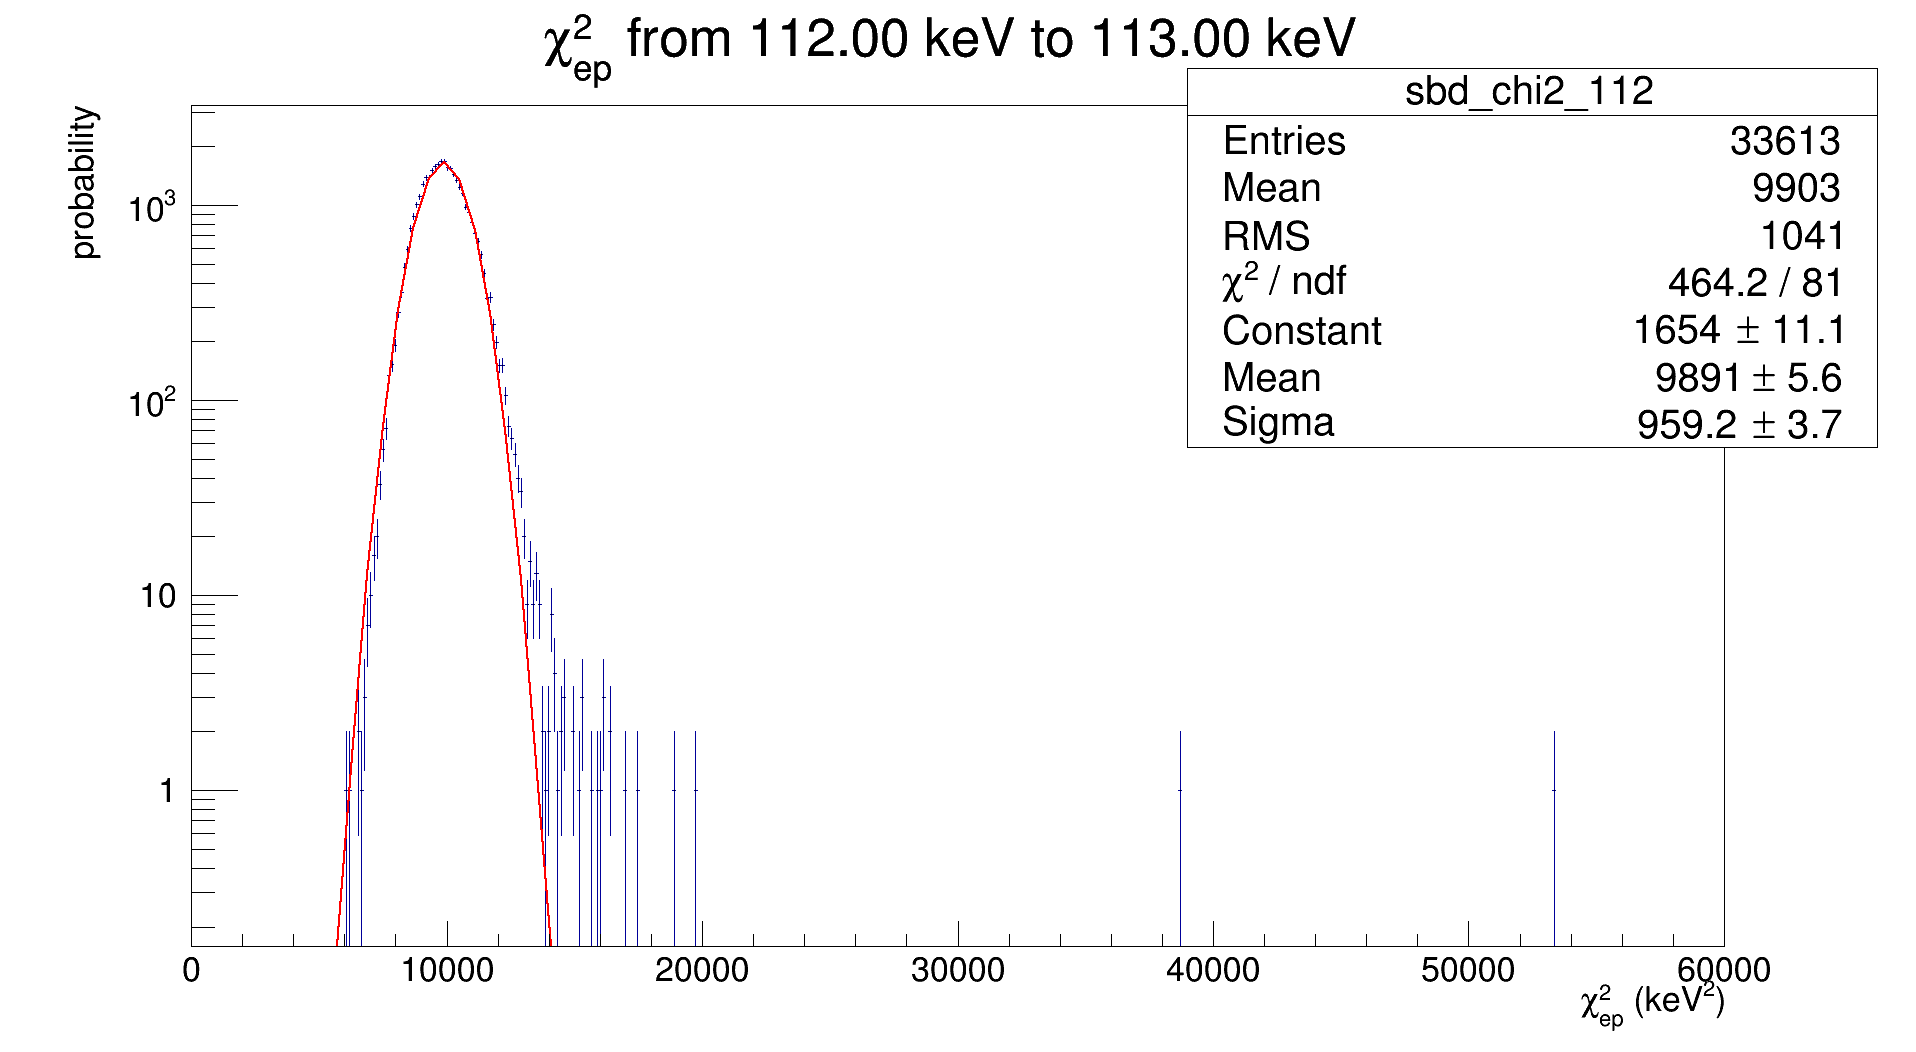 χ²ep from 112.00 keV to 113.00 keV
sbd_chi2_112
Entries 33613
Mean 9903
RMS 1041
χ² / ndf 464.2 / 81
Constant 1654 ± 11.1
Mean 9891 ± 5.6
Sigma 959.2 ± 3.7
probability
10³
10²
10
1
0 10000 20000 30000 40000 50000 60000
χ²ep (keV²)